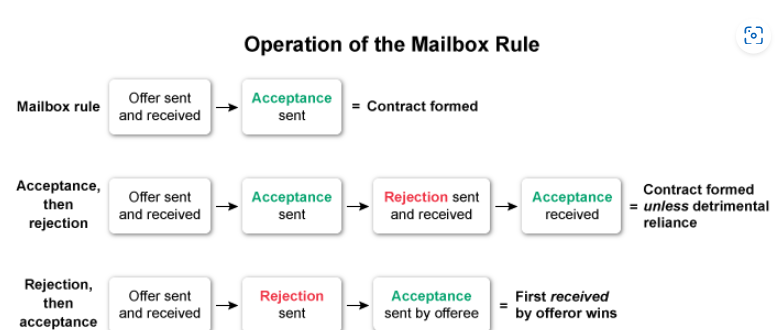 Operation of the Mailbox Rule
Mailbox rule
Offer sent
and received
Acceptance
sent
= Contract formed
Acceptance,
then
rejection
Offer sent
and received
Acceptance
sent
Rejection sent
and received
Acceptance
received
Contract formed
= unless detrimental
reliance
Rejection,
then
acceptance
Offer sent
and received
Rejection
sent
Acceptance
sent by offeree
= First received
by offeror wins